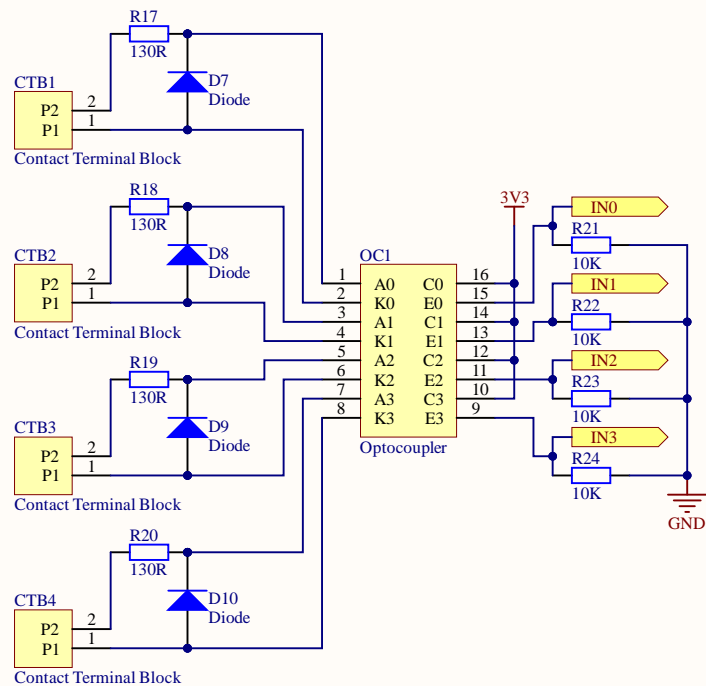 R17
130R
CTB1
P2 2
P1 1
D7
Diode
Contact Terminal Block
R18
130R
CTB2
P2 2
P1 1
D8
Diode
Contact Terminal Block
R19
130R
CTB3
P2 2
P1 1
D9
Diode
Contact Terminal Block
R20
130R
CTB4
P2 2
P1 1
D10
Diode
Contact Terminal Block
OC1
1 A0 C0 16
2 K0 E0 15
3 A1 C1 14
4 K1 E1 13
5 A2 C2 12
6 K2 E2 11
7 A3 C3 10
8 K3 E3 9
Optocoupler
3V3
IN0
R21
10K
IN1
R22
10K
IN2
R23
10K
IN3
R24
10K
GND